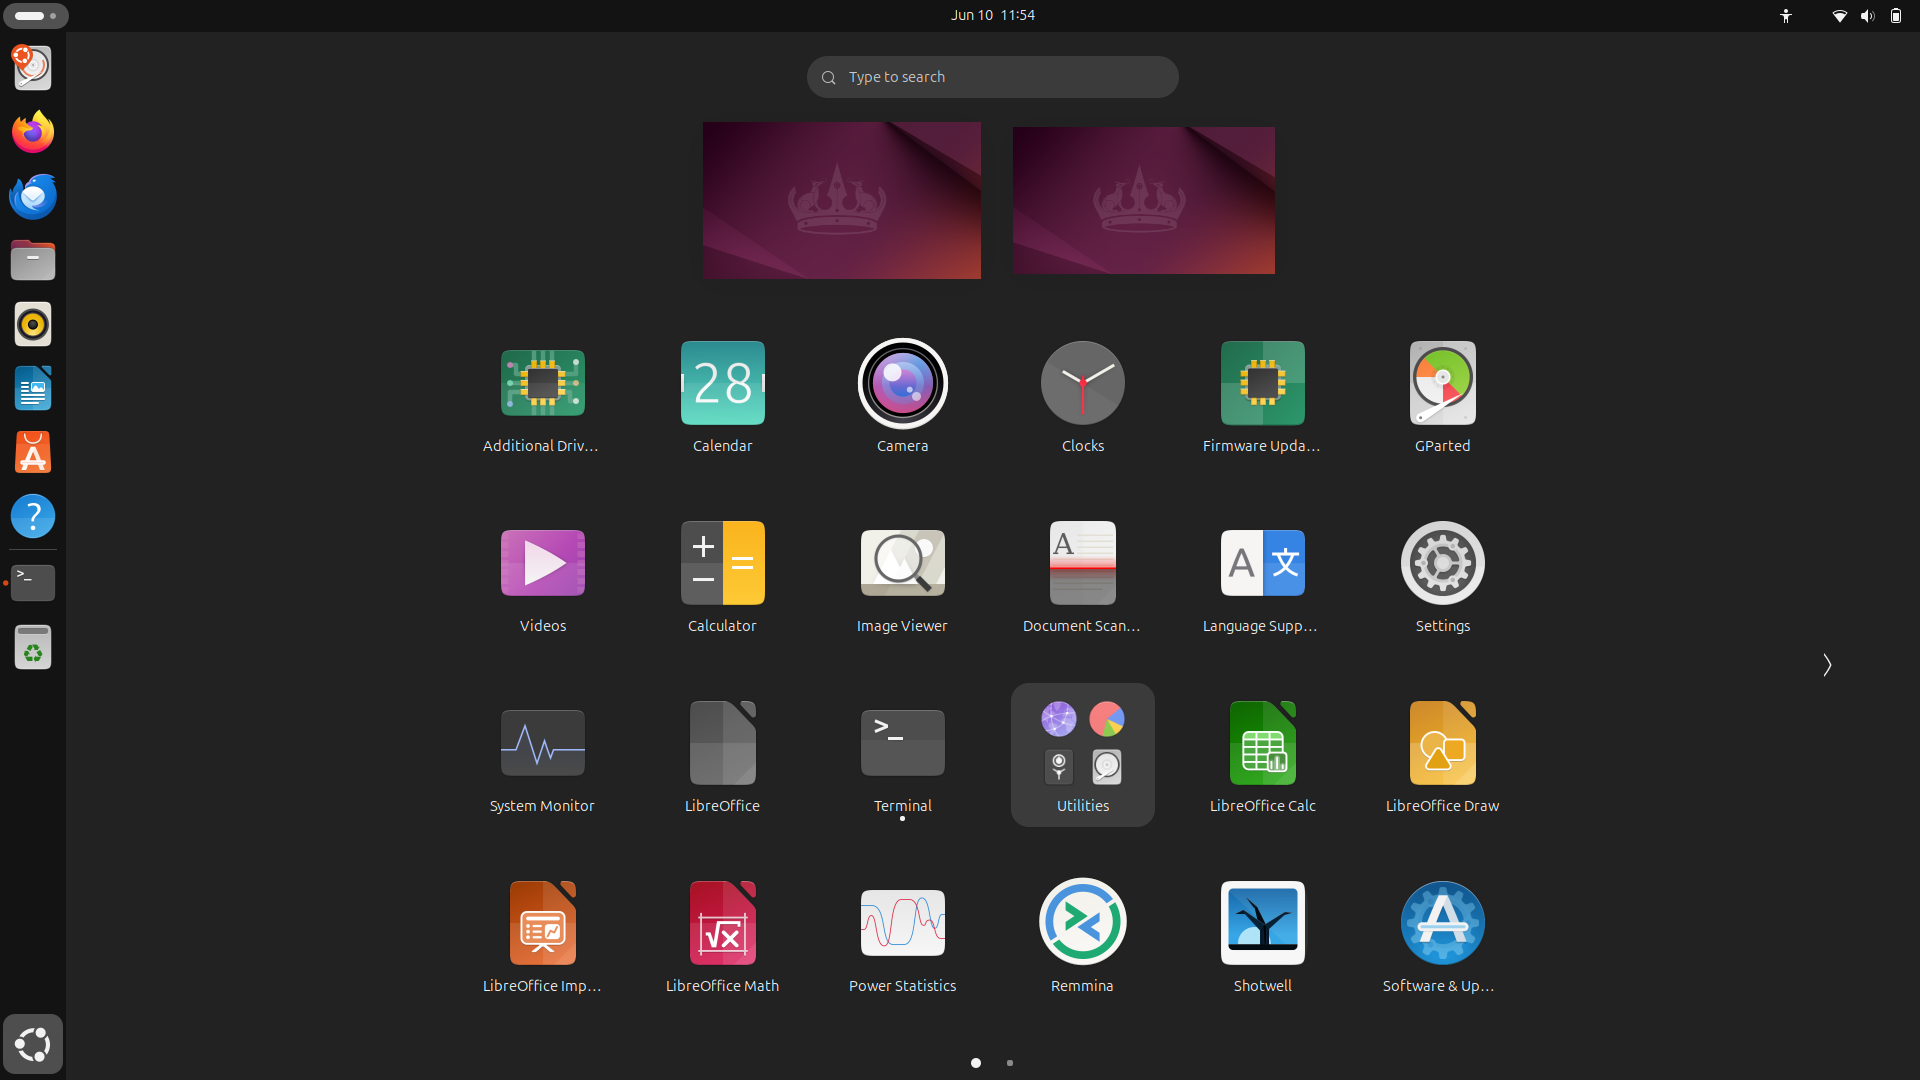 Jun 10 11:54
Type to search
28
Additional Driv...
Calendar
Camera
Clocks
Firmware Upda...
GParted
A
A 文
Videos
Calculator
Image Viewer
Document Scan...
Language Supp...
Settings
>_
System Monitor
LibreOffice
Terminal
Utilities
LibreOffice Calc
LibreOffice Draw
√x
LibreOffice Imp...
LibreOffice Math
Power Statistics
Remmina
Shotwell
Software & Up...